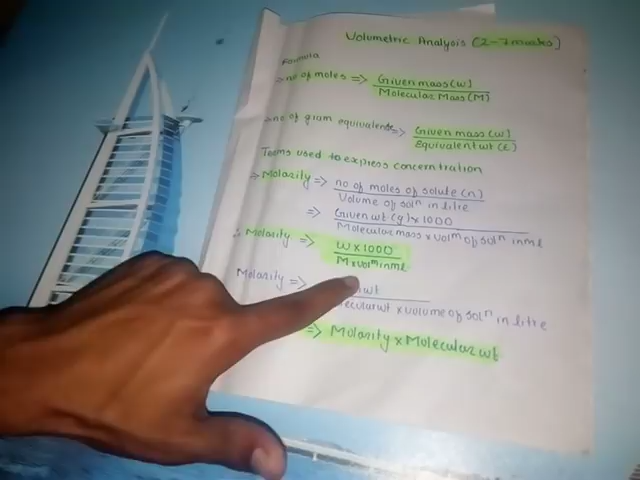 Volumetric Analysis (2-7 marks)
Formula
→ no of moles => Given mass (w)
Molecular Mass (M)
→ no of gram equivalence => Given mass (w)
Equivalent wt (E)
Terms used to express concentration
→ Molarity => no of moles of solute (n)
Volume of solⁿ in litre
=> Given wt (g) x 1000
Molecular mass x volᵐ of solⁿ in ml
∴ Molarity => W x 1000
M x volᵐ in ml
Molarity => wt
x volume of solⁿ in litre
=> Molarity x Molecular wt